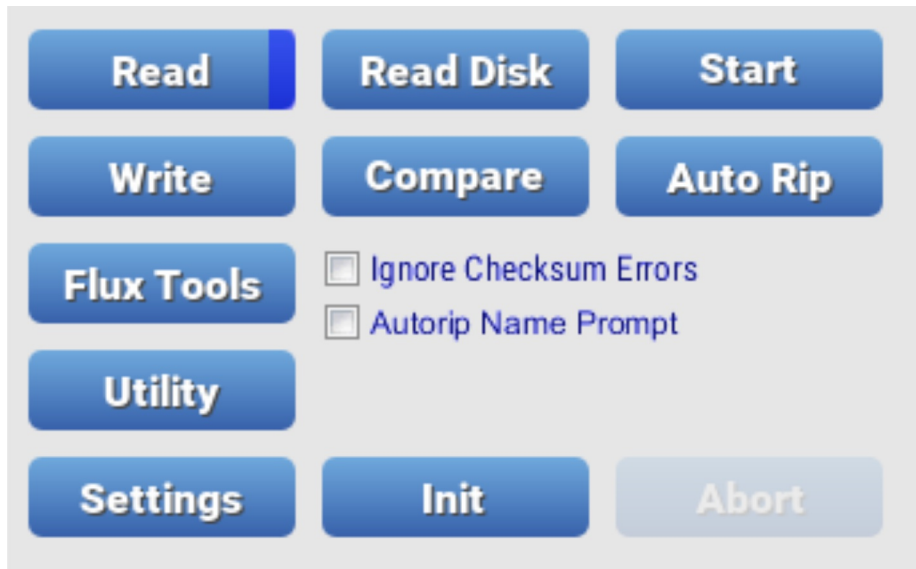 Read
Read Disk
Start
Write
Compare
Auto Rip
Flux Tools
Ignore Checksum Errors
Autorip Name Prompt
Utility
Settings
Init
Abort